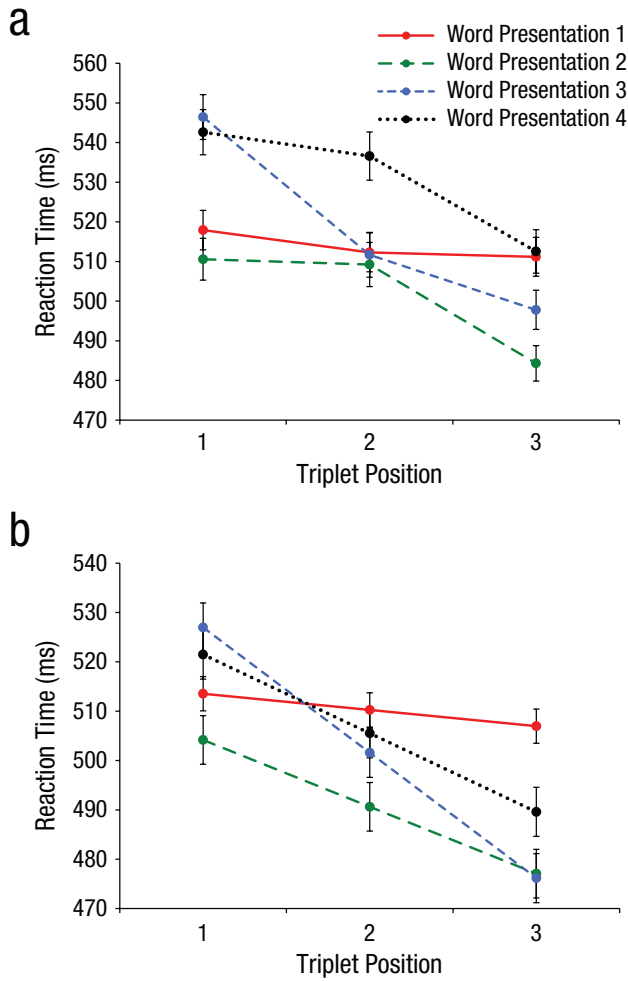 a
Word Presentation 1
Word Presentation 2
Word Presentation 3
Word Presentation 4
560
550
540
530
520
510
500
490
480
470
Reaction Time (ms)
1 2 3
Triplet Position
b
540
530
520
510
500
490
480
470
Reaction Time (ms)
1 2 3
Triplet Position